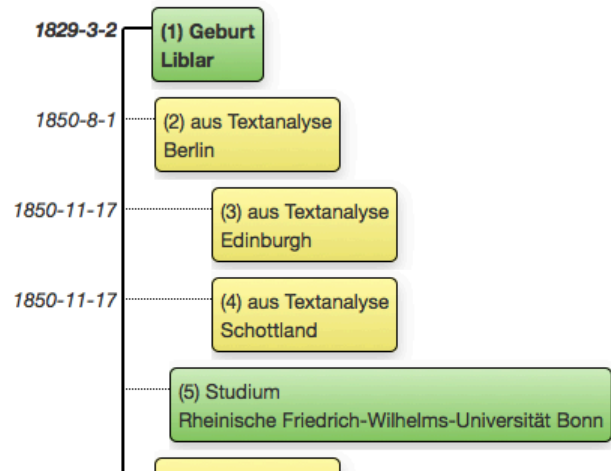 1829-3-2
(1) Geburt
Liblar
1850-8-1
(2) aus Textanalyse
Berlin
1850-11-17
(3) aus Textanalyse
Edinburgh
1850-11-17
(4) aus Textanalyse
Schottland
(5) Studium
Rheinische Friedrich-Wilhelms-Universität Bonn